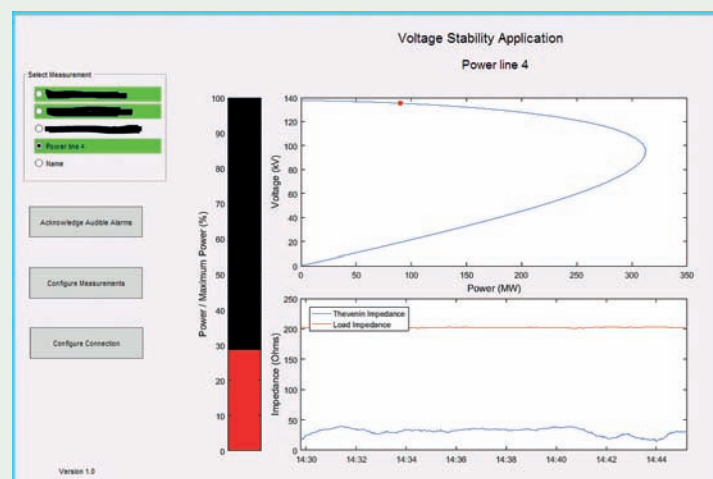 Voltage Stability Application
Power line 4
Select Measurement
Power line 4
Name
Acknowledge Audible Alarms
Configure Measurements
Configure Connection
Version 1.0
Power / Maximum Power (%)
100
90
80
70
60
50
40
30
20
10
0
Voltage (kV)
140
120
100
80
60
40
20
0
0 50 100 150 200 250 300 350
Power (MW)
Impedance (Ohms)
250
200
150
100
50
0
Thevenin Impedance
Load Impedance
14:30 14:32 14:34 14:36 14:38 14:40 14:42 14:44